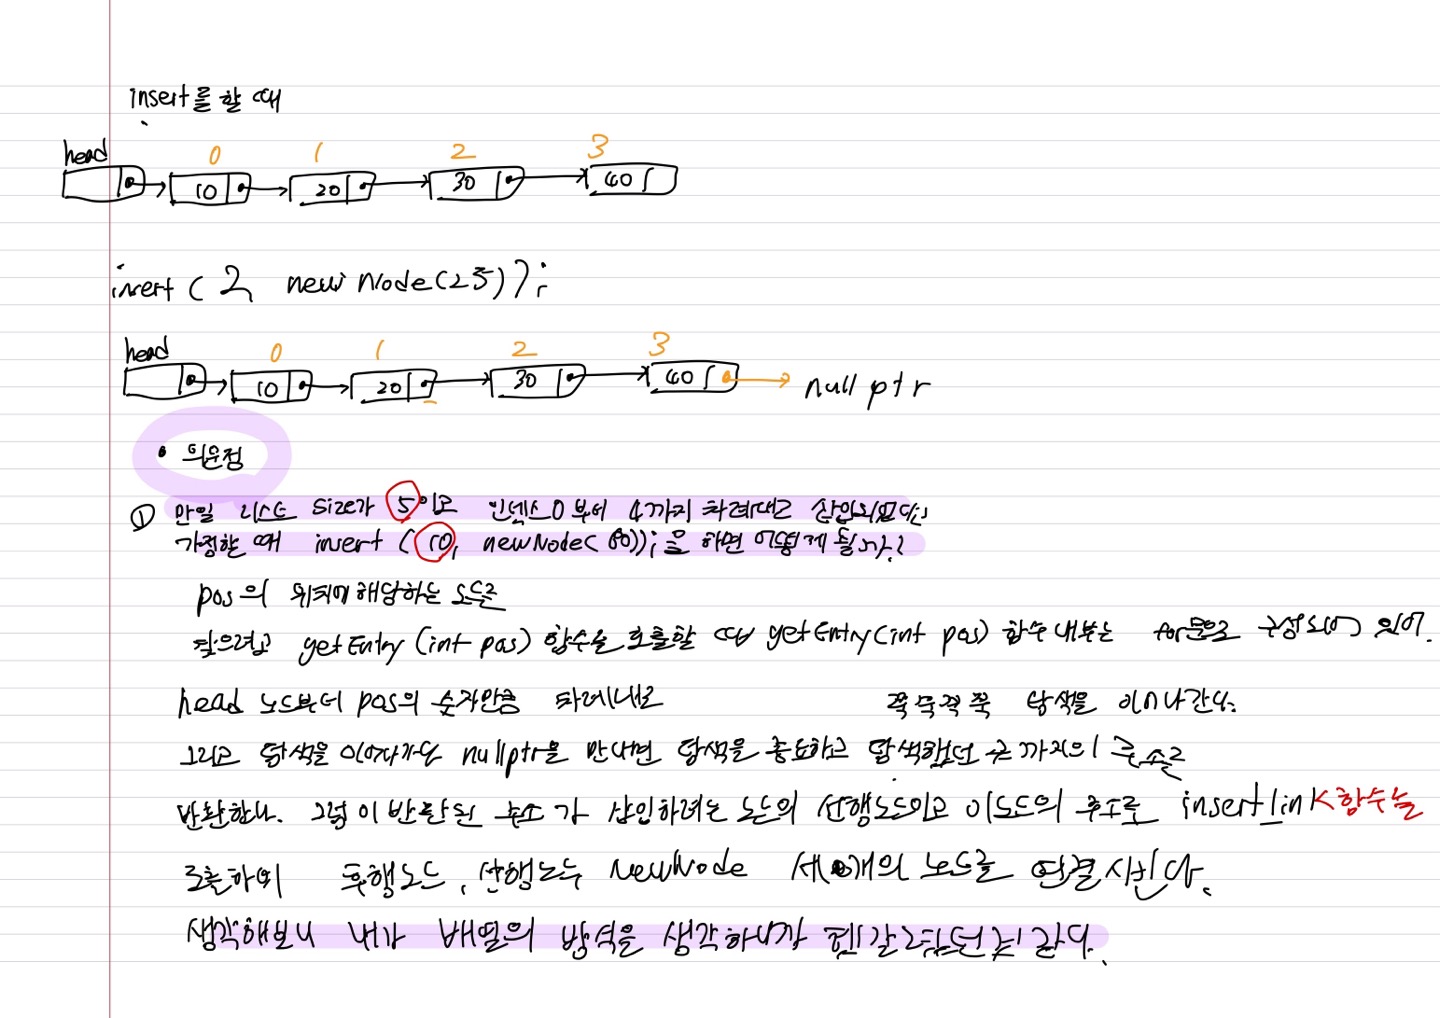 insert를 할 때
head 0 1 2 3
10 20 30 40
insert ( 2, new Node(25));
head 0 1 2 3
10 20 30 40 nullptr
• 의문점
① 만일 리스트 size가 5이고 인덱스 0부터 4까지 차례대로 삽입되었다고
가정할 때 insert (10, newNode(60)); 을 하면 어떻게 될까?
pos의 위치에 해당하는 노드를
찾으려고 getEntry (int pos) 함수를 호출할 때 getEntry(int pos) 함수 내부는 for문으로 구성되어 있어.
head 노드부터 pos의 숫자만큼 차례대로 쭉쭉쭉쭉 탐색을 이어나간다.
그리고 탐색을 이어나가다 nullptr을 만나면 탐색을 종료하고 탐색했던 곳까지의 주소를
반환한다. 그럼 이 반환된 주소가 삽입하려는 노드의 선행노드이고 이 노드의 주소로 insert_link함수를
호출하여 후행노드, 선행노드 newNode 세 개의 노드를 연결시킨다.
생각해보니 내가 배열의 방식을 생각하니까 헷갈렸던 것 같다.